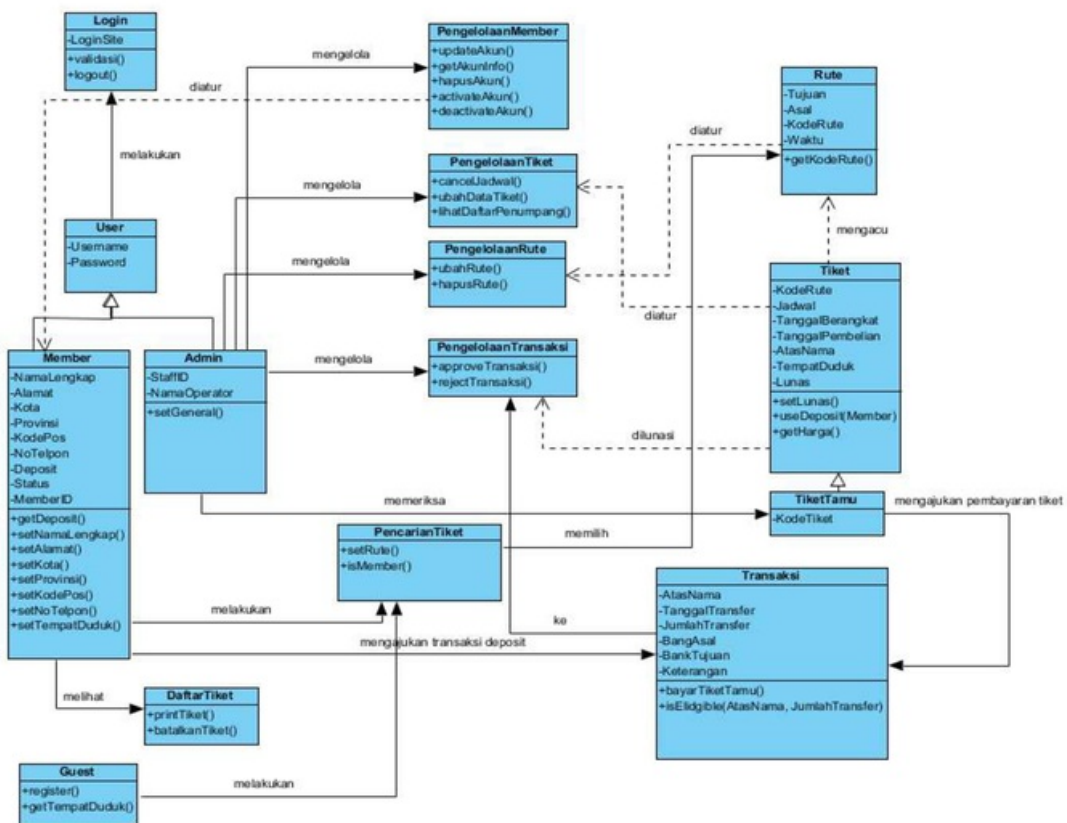 Login
-LoginSite
+validasi()
+logout()
melakukan
User
-Username
-Password
Member
-NamaLengkap
-Alamat
-Kota
-Provinsi
-KodePos
-NoTelpon
-Deposit
-Status
-MemberID
+getDeposit()
+setNamaLengkap()
+setAlamat()
+setKota()
+setProvinsi()
+setKodePos()
+setNoTelpon()
+setTempatDuduk()
Admin
-StaffID
-NamaOperator
+setGeneral()
mengelola
diatur
PengelolaanMember
+updateAkun()
+getAkunInfo()
+hapusAkun()
+activateAkun()
+deactivateAkun()
mengelola
PengelolaanTiket
+cancelJadwal()
+ubahDataTiket()
+lihatDaftarPenumpang()
mengelola
PengelolaanRute
+ubahRute()
+hapusRute()
mengelola
PengelolaanTransaksi
+approveTransaksi()
+rejectTransaksi()
diatur
Rute
-Tujuan
-Asal
-KodeRute
-Waktu
+getKodeRute()
mengacu
diatur
Tiket
-KodeRute
-Jadwal
-TanggalBerangkat
-TanggalPembelian
-AtasNama
-TempatDuduk
-Lunas
+setLunas()
+useDeposit(Member)
+getHarga()
dilunasi
memeriksa
TiketTamu
-KodeTiket
mengajukan pembayaran tiket
PencarianTiket
+setRute()
+isMember()
memilih
melakukan
mengajukan transaksi deposit
ke
Transaksi
-AtasNama
-TanggalTransfer
-JumlahTransfer
-BangAsal
-BankTujuan
-Keterangan
+bayarTiketTamu()
+isElidgible(AtasNama, JumlahTransfer)
melihat
DaftarTiket
+printTiket()
+batalkanTiket()
Guest
+register()
+getTempatDuduk()
melakukan